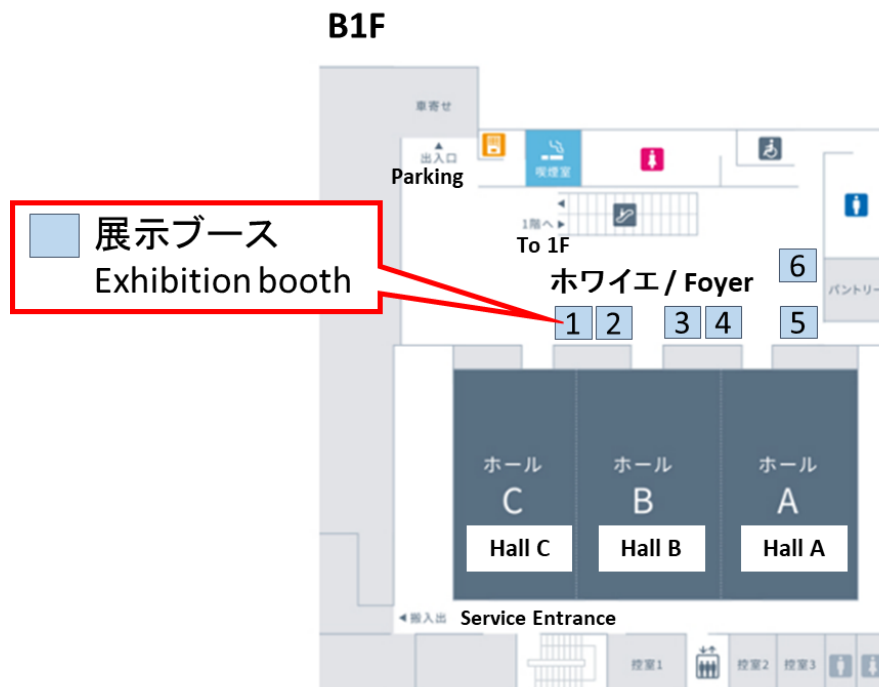 B1F
車寄せ
出入口
Parking
喫煙室
1階へ
To 1F
展示ブース
Exhibition booth
ホワイエ / Foyer
パントリー
6
1 2 3 4 5
ホール
C
Hall C
ホール
B
Hall B
ホール
A
Hall A
搬入出 Service Entrance
控室1
控室2
控室3